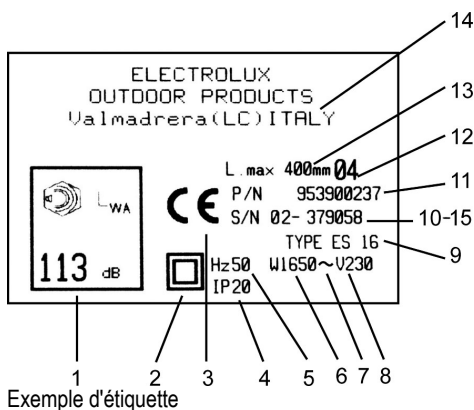 14
ELECTROLUX
OUTDOOR PRODUCTS
Valmadrera(LC)ITALY
13
L.max 400mm 04
12
P/N 953900237
11
LWA
CE
S/N 02- 379058
10-15
TYPE ES 16
9
113 dB
Hz50 W1650~V230
IP20
1 2 3 4 5 6 7 8
Exemple d'étiquette